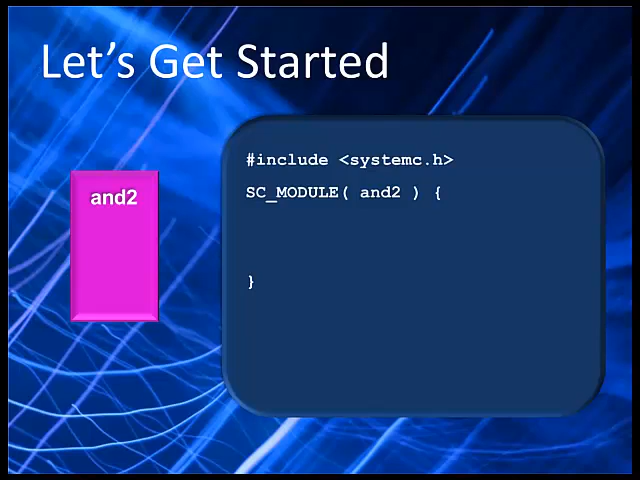 Let’s Get Started
and2
#include <systemc.h>
SC_MODULE( and2 ) {
}